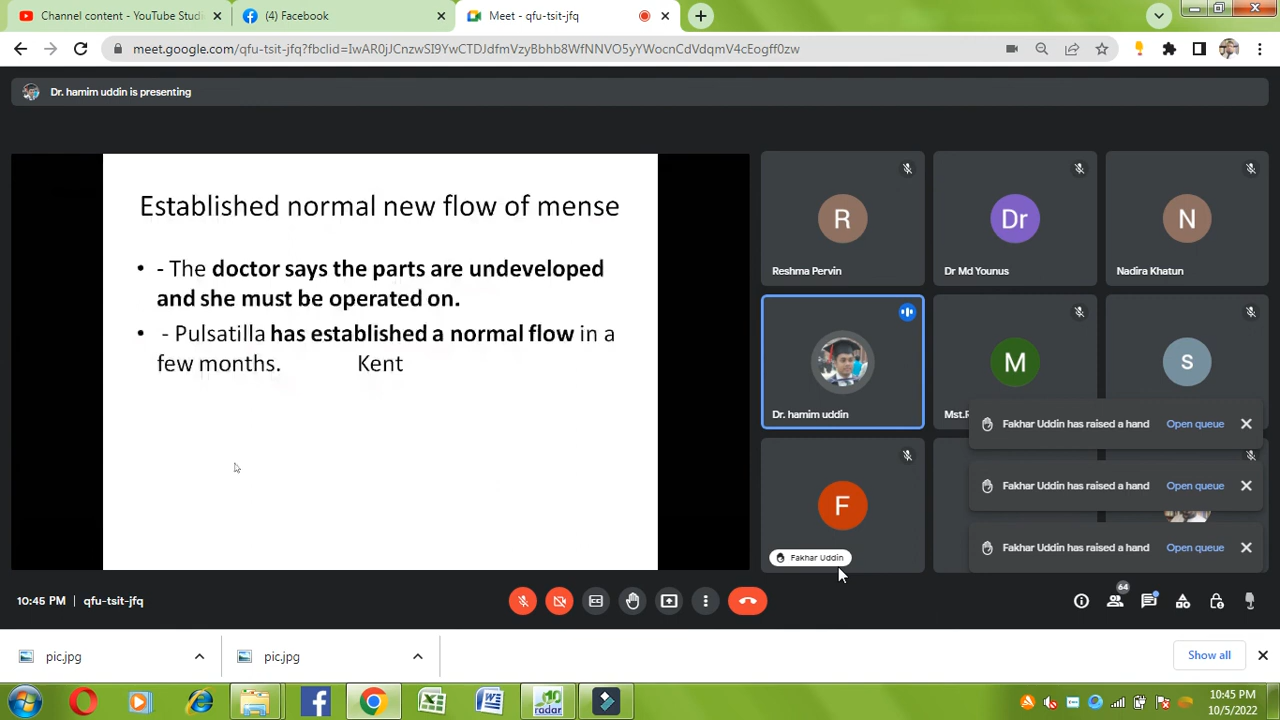 Channel content - YouTube Studi
(4) Facebook
Meet - qfu-tsit-jfq
meet.google.com/qfu-tsit-jfq?fbclid=IwAR0jJCnzwSI9YwCTDJdfmVzyBbhb8WfNNVO5yYWocnCdVdqmV4cEogff0zw
Dr. hamim uddin is presenting
Established normal new flow of mense
• - The doctor says the parts are undeveloped
and she must be operated on.
• - Pulsatilla has established a normal flow in a
few months. Kent
R
Reshma Pervin
Dr
Dr Md Younus
N
Nadira Khatun
Dr. hamim uddin
M
Mst.R
s
F
Fakhar Uddin
Fakhar Uddin has raised a hand Open queue
Fakhar Uddin has raised a hand Open queue
Fakhar Uddin has raised a hand Open queue
10:45 PM | qfu-tsit-jfq
64
pic.jpg
pic.jpg
Show all
10
radar
10:45 PM
10/5/2022